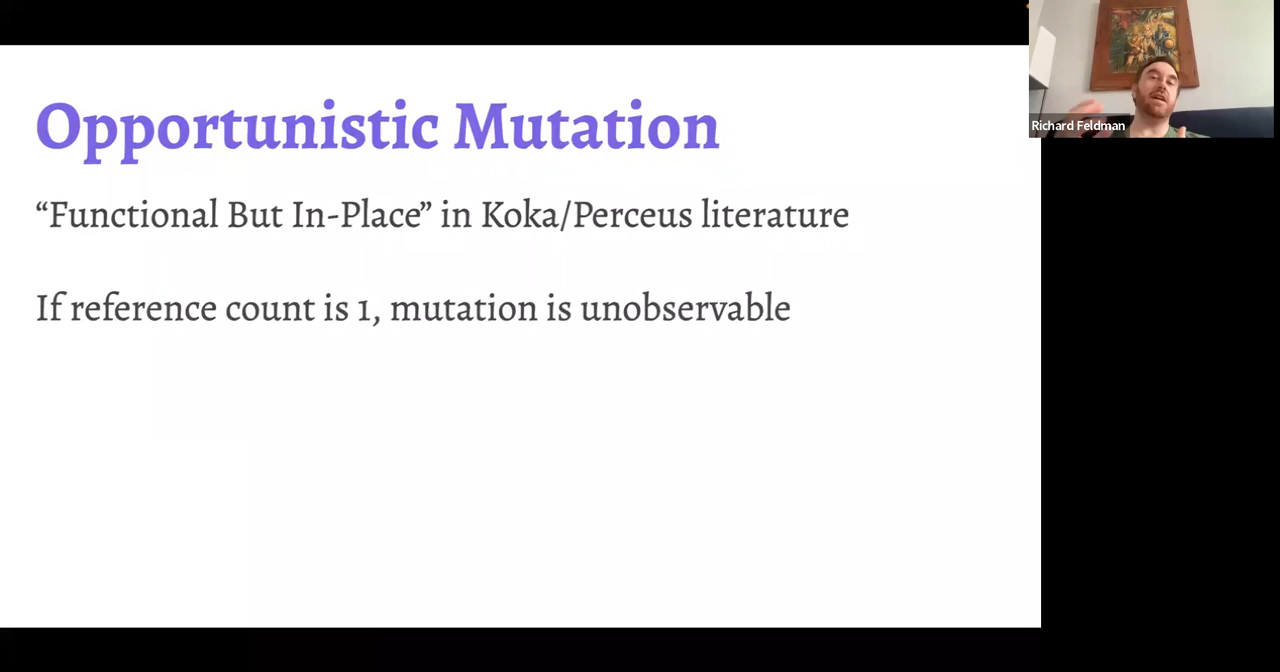 Opportunistic Mutation
“Functional But In-Place” in Koka/Perceus literature
If reference count is 1, mutation is unobservable
Richard Feldman